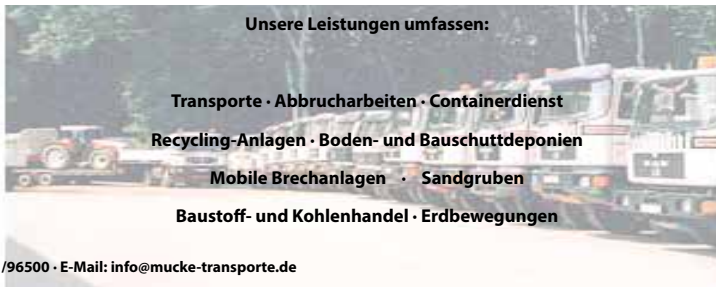 Unsere Leistungen umfassen:
Transporte · Abbrucharbeiten · Containerdienst
Recycling-Anlagen · Boden- und Bauschuttdeponien
Mobile Brechanlagen · Sandgruben
Baustoff- und Kohlenhandel · Erdbewegungen
/96500 · E-Mail: info@mucke-transporte.de